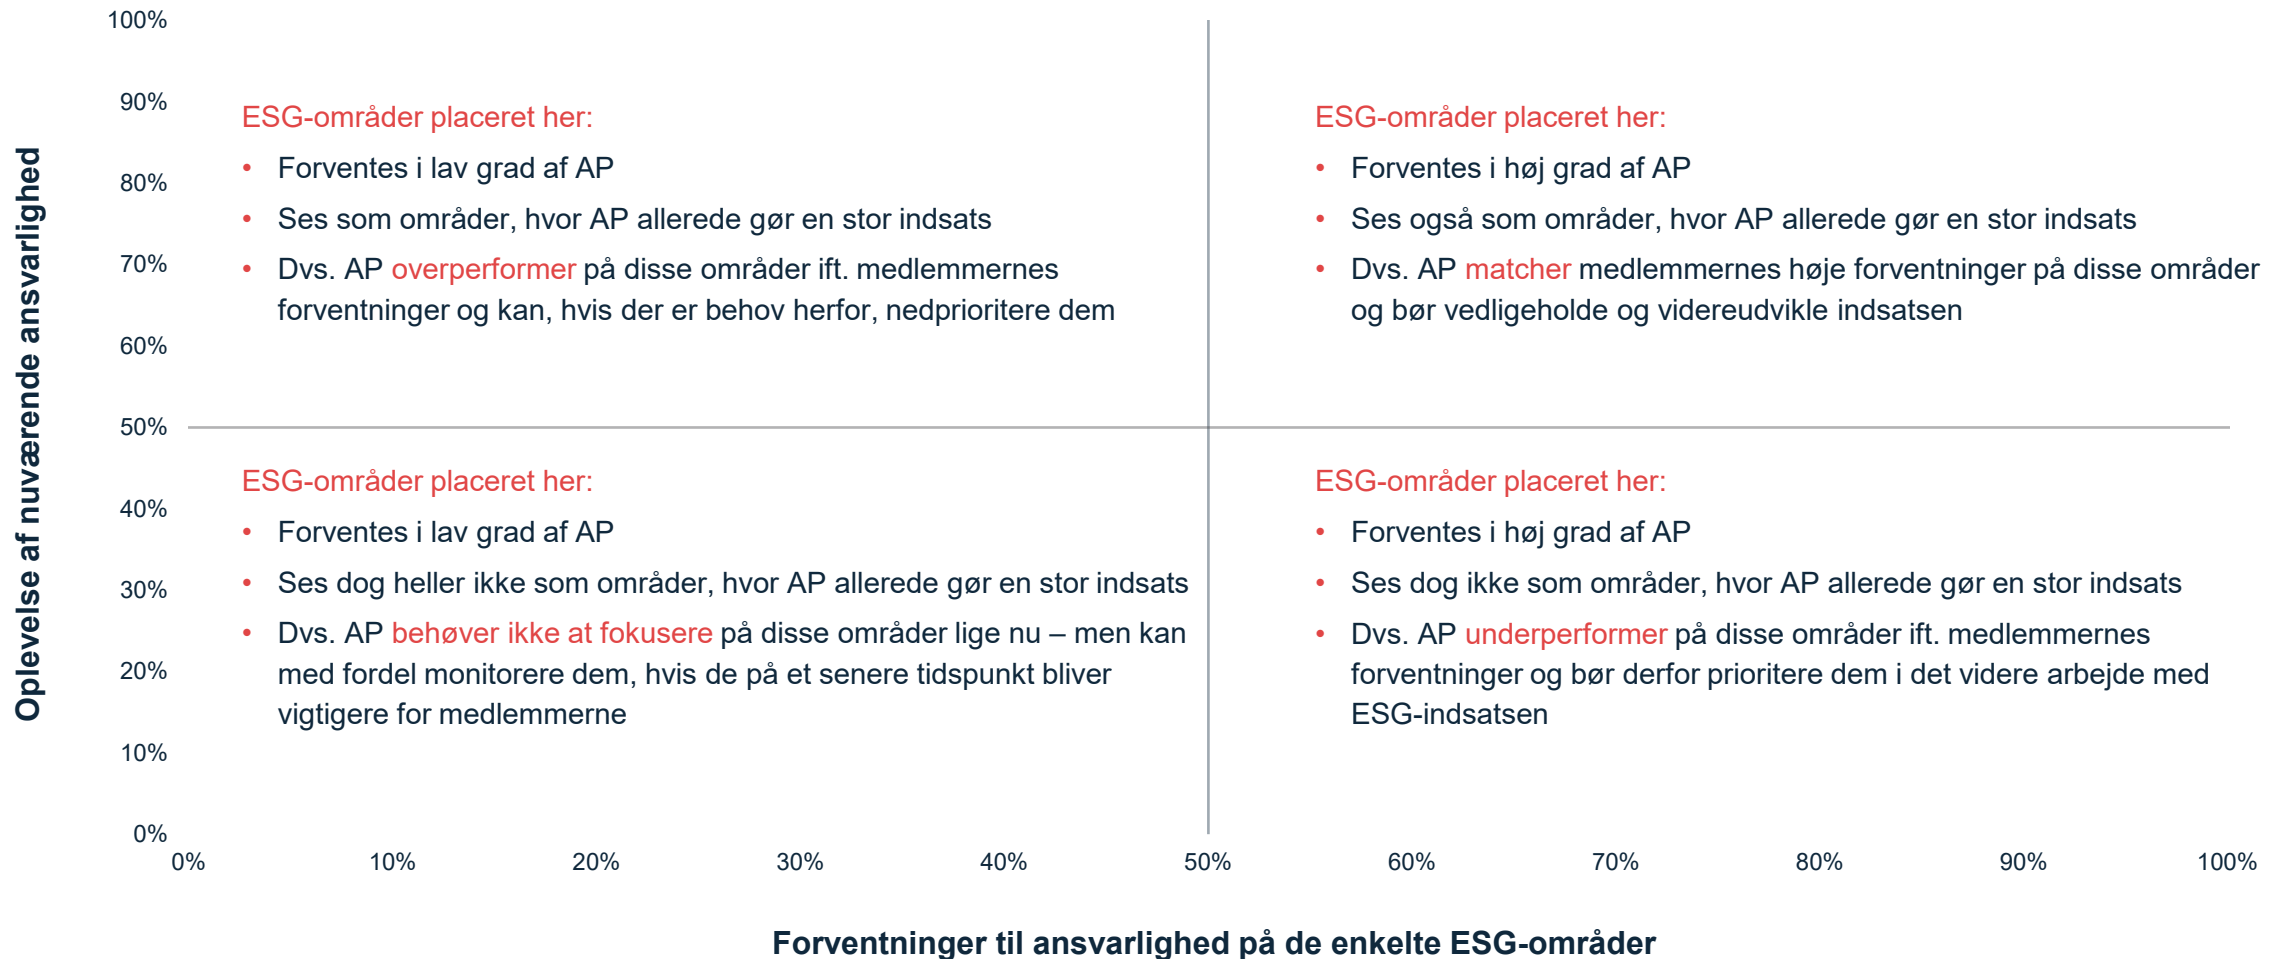 Oplevelse af nuværende ansvarlighed
100%
90%
80%
70%
60%
50%
40%
30%
20%
10%
0%
ESG-områder placeret her:
• Forventes i lav grad af AP
• Ses som områder, hvor AP allerede gør en stor indsats
• Dvs. AP overperformer på disse områder ift. medlemmernes
forventninger og kan, hvis der er behov herfor, nedprioritere dem
ESG-områder placeret her:
• Forventes i høj grad af AP
• Ses også som områder, hvor AP allerede gør en stor indsats
• Dvs. AP matcher medlemmernes høje forventninger på disse områder
og bør vedligeholde og videreudvikle indsatsen
ESG-områder placeret her:
• Forventes i lav grad af AP
• Ses dog heller ikke som områder, hvor AP allerede gør en stor indsats
• Dvs. AP behøver ikke at fokusere på disse områder lige nu – men kan
med fordel monitorere dem, hvis de på et senere tidspunkt bliver
vigtigere for medlemmerne
ESG-områder placeret her:
• Forventes i høj grad af AP
• Ses dog ikke som områder, hvor AP allerede gør en stor indsats
• Dvs. AP underperformer på disse områder ift. medlemmernes
forventninger og bør derfor prioritere dem i det videre arbejde med
ESG-indsatsen
0% 10% 20% 30% 40% 50% 60% 70% 80% 90% 100%
Forventninger til ansvarlighed på de enkelte ESG-områder